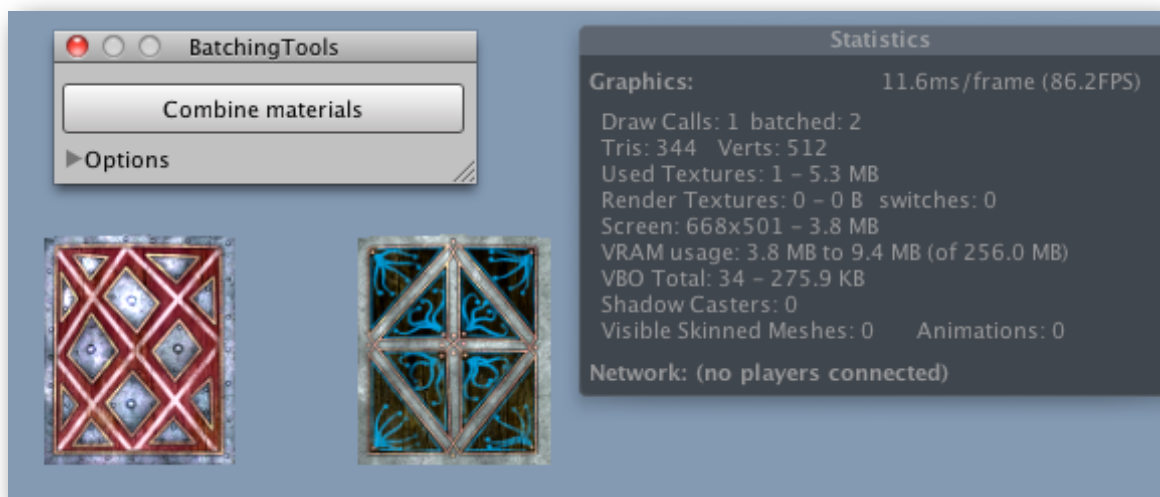 BatchingTools
Combine materials
Options
Statistics
Graphics: 11.6ms/frame (86.2FPS)
Draw Calls: 1 batched: 2
Tris: 344 Verts: 512
Used Textures: 1 – 5.3 MB
Render Textures: 0 – 0 B switches: 0
Screen: 668x501 – 3.8 MB
VRAM usage: 3.8 MB to 9.4 MB (of 256.0 MB)
VBO Total: 34 – 275.9 KB
Shadow Casters: 0
Visible Skinned Meshes: 0 Animations: 0
Network: (no players connected)